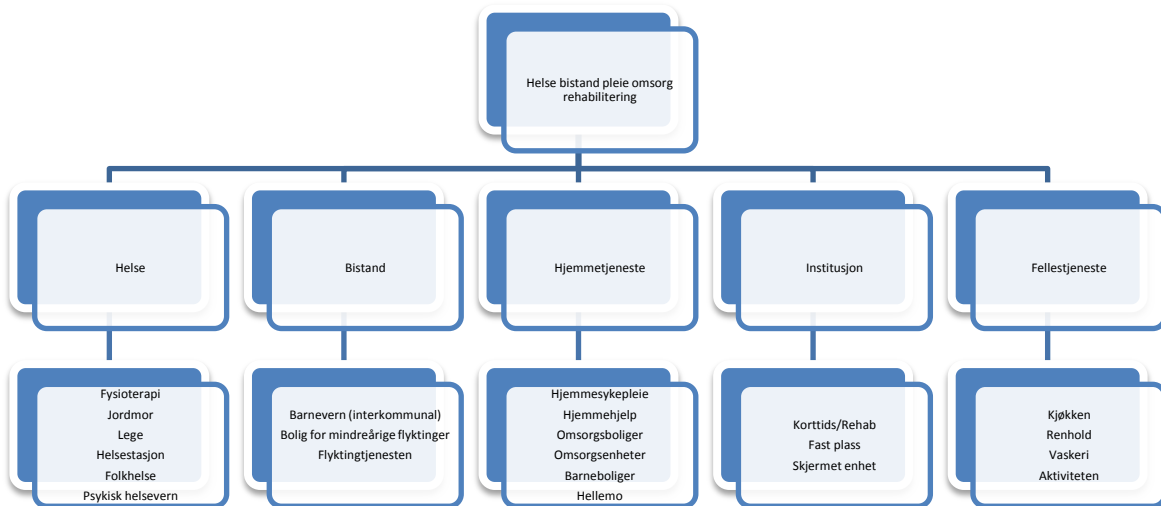 Helse bistand pleie omsorg
rehabilitering
Helse
Bistand
Hjemmetjeneste
Institusjon
Fellestjeneste
Fysioterapi
Jordmor
Lege
Helsestasjon
Folkhelse
Psykisk helsevern
Barnevern (interkommunal)
Bolig for mindreårige flyktinger
Flyktingtjenesten
Hjemmesykepleie
Hjemmehjelp
Omsorgsboliger
Omsorgsenheter
Barneboliger
Hellemo
Korttids/Rehab
Fast plass
Skjermet enhet
Kjøkken
Renhold
Vaskeri
Aktiviteten